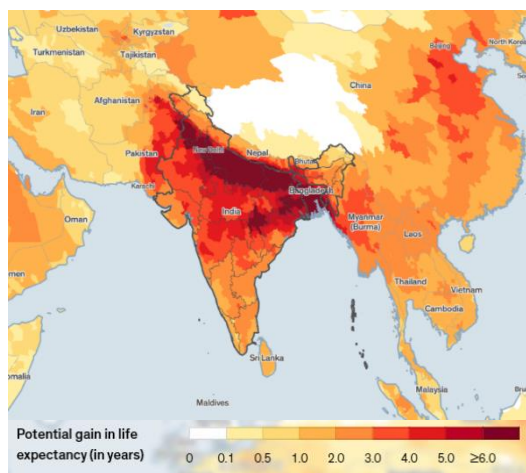 Uzbekistan
Kyrgyzstan
Turkmenistan
Tajikistan
Beijing
North Korea
China
Afghanistan
Iran
Pakistan
New Delhi
Nepal
Bhutan
Karachi
Bangladesh
India
Oman
Myanmar
(Burma)
Laos
Thailand
Vietnam
Cambodia
Sri Lanka
Maldives
Malaysia
Potential gain in life
expectancy (in years)
0 0.1 0.5 1.0 2.0 3.0 4.0 5.0 ≥6.0